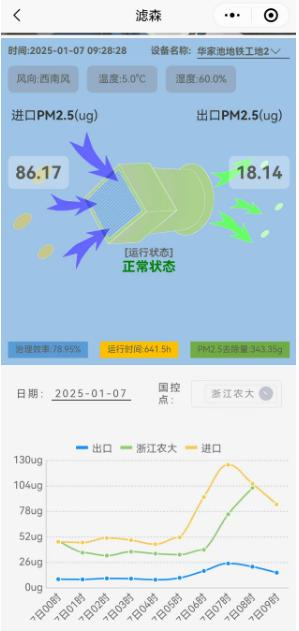 滤森
时间:2025-01-07 09:28:28
设备名称: 华家池地铁工地2
风向:西南风
温度:5.0℃
湿度:60.0%
进口PM2.5(ug)
出口PM2.5(ug)
86.17
18.14
[运行状态]
正常状态
治理效率:78.95%
运行时间:641.5h
PM2.5去除量:343.35g
日期: 2025-01-07
国控点: 浙江农大
出口 浙江农大 进口
130ug
104ug
78ug
52ug
26ug
0ug
7日00时
7日01时
7日02时
7日03时
7日04时
7日05时
7日06时
7日07时
7日08时
7日09时